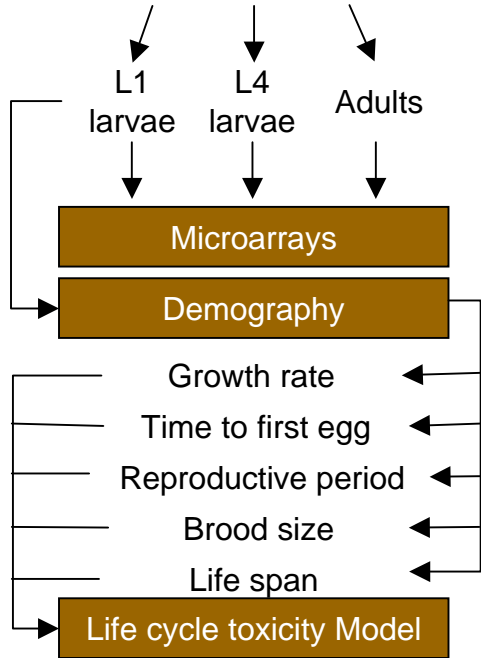 L1
larvae
L4
larvae
Adults
Microarrays
Demography
Growth rate
Time to first egg
Reproductive period
Brood size
Life span
Life cycle toxicity Model